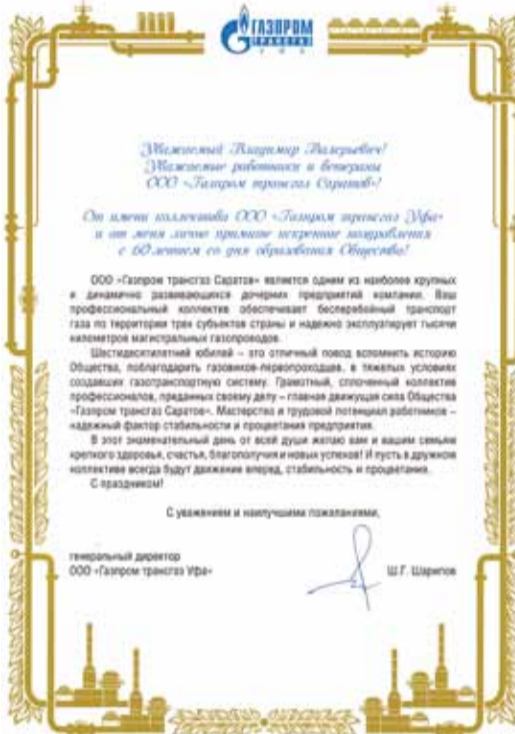 ГАЗПРОМ
ТРАНСГАЗ
УФА
Уважаемый Владимир Валерьевич!
Уважаемые работники и ветераны
ООО «Газпром трансгаз Саратов»!
От имени коллектива ООО «Газпром трансгаз Уфа»
и от меня лично примите искренние поздравления
с 60-летием со дня образования Общества!
ООО «Газпром трансгаз Саратов» является одним из наиболее крупных
и динамично развивающихся дочерних предприятий компании. Ваш
профессиональный коллектив обеспечивает бесперебойный транспорт
газа по территории трех субъектов страны и надежно эксплуатирует тысячи
километров магистральных газопроводов.
Шестидесятилетний юбилей – это отличный повод вспомнить историю
Общества, поблагодарить газовиков-первопроходцев, в тяжелых условиях
создавших газотранспортную систему. Грамотный, сплоченный коллектив
профессионалов, преданных своему делу – главная движущая сила Общества
«Газпром трансгаз Саратов». Мастерство и трудовой потенциал работников –
надежный фактор стабильности и процветания предприятия.
В этот знаменательный день от всей души желаю вам и вашим семьям
крепкого здоровья, счастья, благополучия и новых успехов! И пусть в дружном
коллективе всегда будут движение вперед, стабильность и процветание.
С праздником!
С уважением и наилучшими пожеланиями,
генеральный директор
ООО «Газпром трансгаз Уфа»
Ш.Г. Шарипов